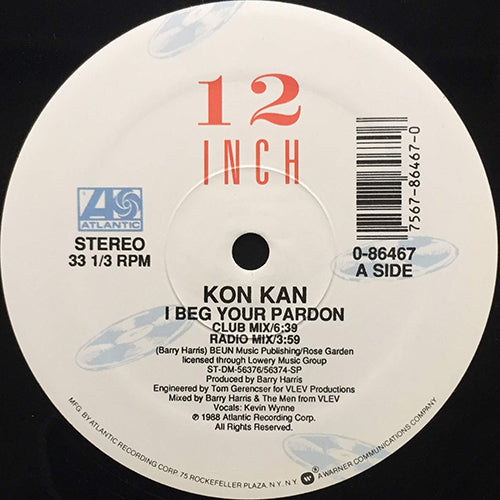 12
INCH
7567-86467-0
ATLANTIC
STEREO
33 1/3 RPM
0-86467
A SIDE
KON KAN
I BEG YOUR PARDON
CLUB MIX/6:39
RADIO MIX/3:59
(Barry Harris) BEUN Music Publishing/Rose Garden
licensed through Lowery Music Group
ST-DM-56376/56374-SP
Produced by Barry Harris
Engineered by Tom Gerencser for VLEV Productions
Mixed by Barry Harris & The Men from VLEV
Vocals: Kevin Wynne
℗ 1988 Atlantic Recording Corp.
All Rights Reserved.
MFG. BY ATLANTIC RECORDING CORP. 75 ROCKEFELLER PLAZA, N.Y. N.Y. ® A WARNER COMMUNICATIONS COMPANY